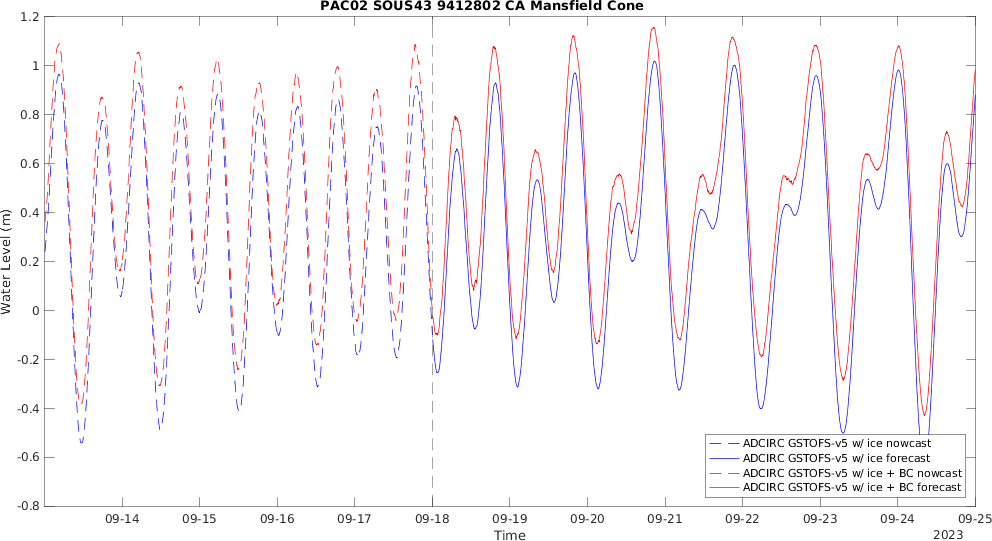 PAC02 SOUS43 9412802 CA Mansfield Cone
1.2
1
0.8
0.6
0.4
0.2
0
-0.2
-0.4
-0.6
-0.8
Water Level (m)
ADCIRC GSTOFS-v5 w/ ice nowcast
ADCIRC GSTOFS-v5 w/ ice forecast
ADCIRC GSTOFS-v5 w/ ice + BC nowcast
ADCIRC GSTOFS-v5 w/ ice + BC forecast
09-14 09-15 09-16 09-17 09-18 09-19 09-20 09-21 09-22 09-23 09-24 09-25
Time
2023